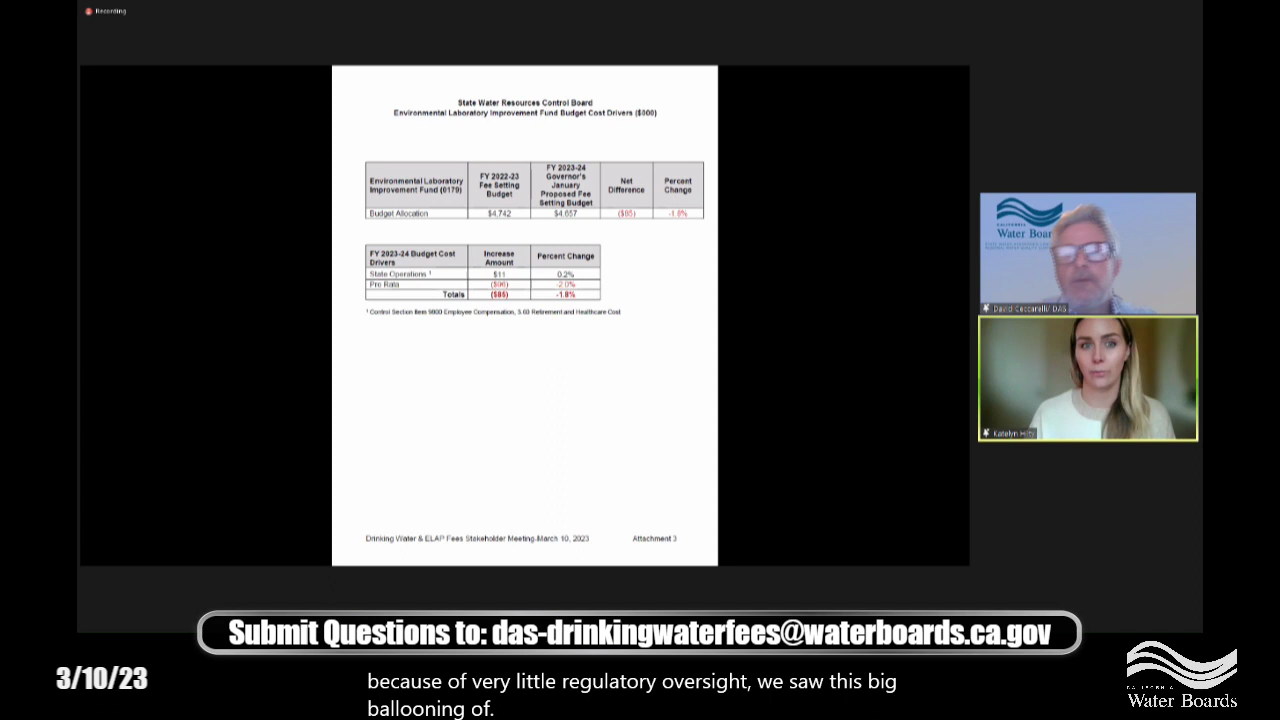 Recording
State Water Resources Control Board
Environmental Laboratory Improvement Fund Budget Cost Drivers ($000)
Environmental Laboratory Improvement Fund (0179) FY 2022-23 Fee Setting Budget FY 2023-24 Governor's January Proposed Fee Setting Budget Net Difference Percent Change
Budget Allocation $4,742 $4,657 ($85) -1.8%
FY 2023-24 Budget Cost Drivers Increase Amount Percent Change
State Operations ¹ $11 0.2%
Pro Rata ($96) -2.0%
Totals ($85) -1.8%
¹ Control Section Item 9800 Employee Compensation, 3.60 Retirement and Healthcare Cost
Drinking Water & ELAP Fees Stakeholder Meeting-March 10, 2023 Attachment 3
CALIFORNIA
Water Boar
David Ceccarelli/ DAS
Katelyn
Submit Questions to: das-drinkingwaterfees@waterboards.ca.gov
3/10/23
because of very little regulatory oversight, we saw this big
ballooning of.
CALIFORNIA
Water Boards